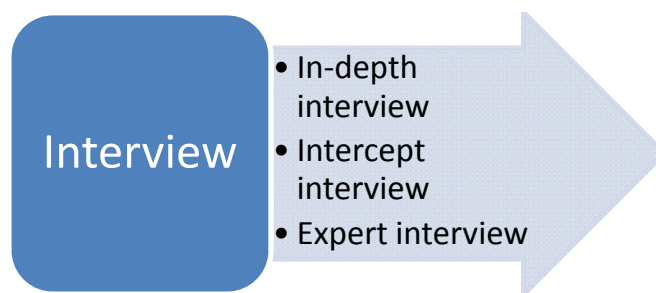 Interview
• In-depth
interview
• Intercept
interview
• Expert interview